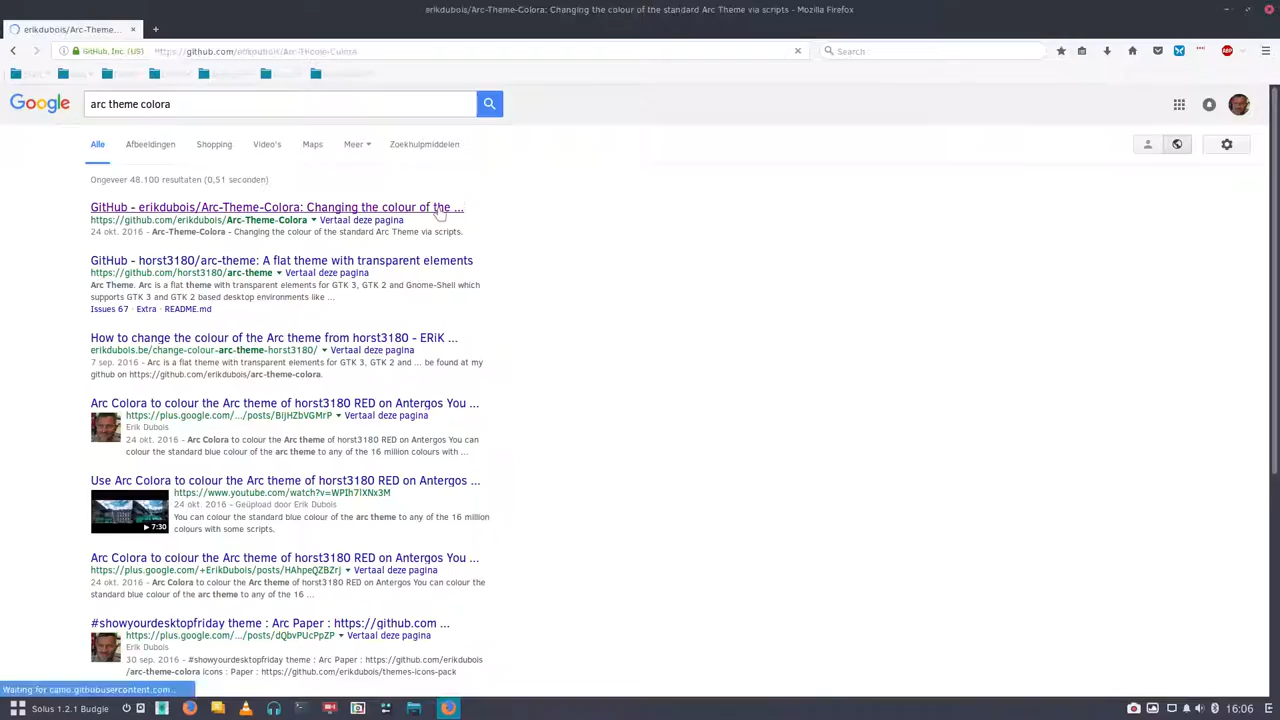 erikdubois/Arc-Theme-Colora: Changing the colour of the standard Arc Theme via scripts - Mozilla Firefox
erikdubois/Arc-Theme... × +
GitHub, Inc. (US) https://github.com/ × Search ABP
Google arc theme colora
Alle Afbeeldingen Shopping Video's Maps Meer Zoekhulpmiddelen
Ongeveer 48.100 resultaten (0,51 seconden)
GitHub - erikdubois/Arc-Theme-Colora: Changing the colour of the ...
https://github.com/erikdubois/Arc-Theme-Colora Vertaal deze pagina
24 okt. 2016 - Arc-Theme-Colora - Changing the colour of the standard Arc Theme via scripts.
GitHub - horst3180/arc-theme: A flat theme with transparent elements
https://github.com/horst3180/arc-theme Vertaal deze pagina
Arc Theme. Arc is a flat theme with transparent elements for GTK 3, GTK 2 and Gnome-Shell which
supports GTK 3 and GTK 2 based desktop environments like ...
Issues 67 · Extra · README.md
How to change the colour of the Arc theme from horst3180 - ERiK ...
erikdubois.be/change-colour-arc-theme-horst3180/ Vertaal deze pagina
7 sep. 2016 - Arc is a flat theme with transparent elements for GTK 3, GTK 2 and ... be found at my
github on https://github.com/erikdubois/arc-theme-colora.
Arc Colora to colour the Arc theme of horst3180 RED on Antergos You ...
https://plus.google.com/.../posts/BIjHZbVGMrP Vertaal deze pagina
Erik Dubois
24 okt. 2016 - Arc Colora to colour the Arc theme of horst3180 RED on Antergos You can
colour the standard blue colour of the arc theme to any of the 16 million colours with ...
Use Arc Colora to colour the Arc theme of horst3180 RED on Antergos ...
https://www.youtube.com/watch?v=WPIh7lXNx3M
24 okt. 2016 - Geüpload door Erik Dubois
You can colour the standard blue colour of the arc theme to any of the 16 million
colours with some scripts.
7:30
Arc Colora to colour the Arc theme of horst3180 RED on Antergos You ...
https://plus.google.com/+ErikDubois/posts/HAhpeQZBZrj Vertaal deze pagina
24 okt. 2016 - Arc Colora to colour the Arc theme of horst3180 RED on Antergos You can colour the
standard blue colour of the arc theme to any of the 16 ...
#showyourdesktopfriday theme : Arc Paper : https://github.com ...
https://plus.google.com/.../posts/dQbvPUcPpZP Vertaal deze pagina
Erik Dubois
30 sep. 2016 - #showyourdesktopfriday theme : Arc Paper : https://github.com/erikdubois
/arc-theme-colora icons : Paper : https://github.com/erikdubois/themes-icons-pack
Waiting for camo.githubusercontent.com...
Solus 1.2.1 Budgie 16:06